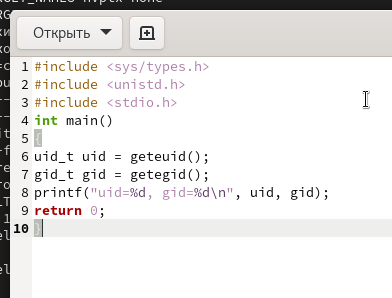 Открыть
1 #include <sys/types.h>
2 #include <unistd.h>
3 #include <stdio.h>
4 int main()
5 {
6 uid_t uid = geteuid();
7 gid_t gid = getegid();
8 printf("uid=%d, gid=%d\n", uid, gid);
9 return 0;
10 }